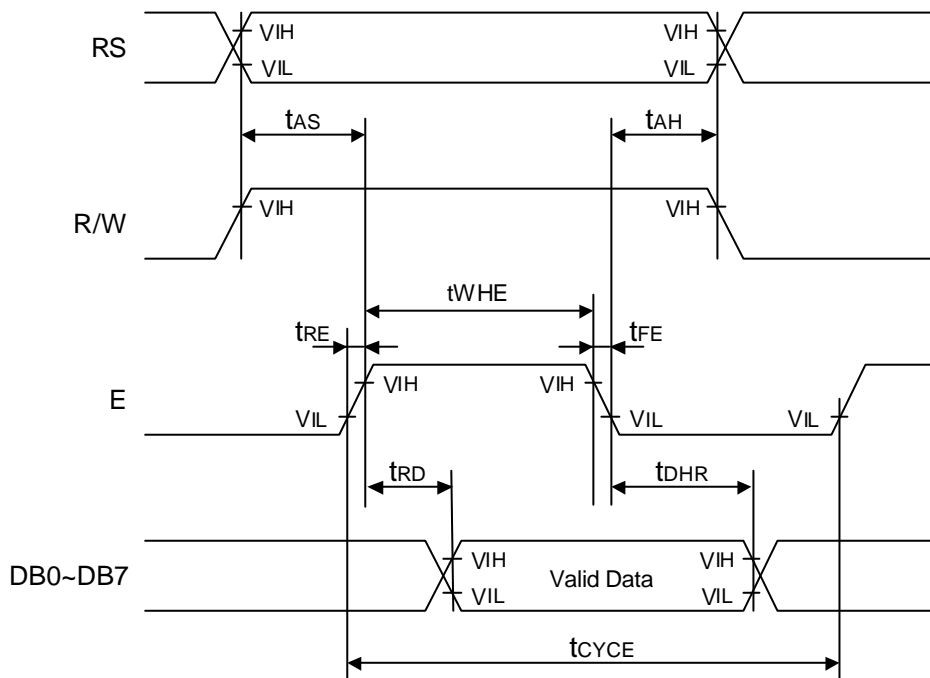 RS
VIH
VIH
VIL
VIL
tAS
tAH
R/W
VIH
VIH
tWHE
tRE
tFE
E
VIH
VIH
VIL
VIL
VIL
tRD
tDHR
DB0~DB7
VIH
VIH
Valid Data
VIL
VIL
tCYCE